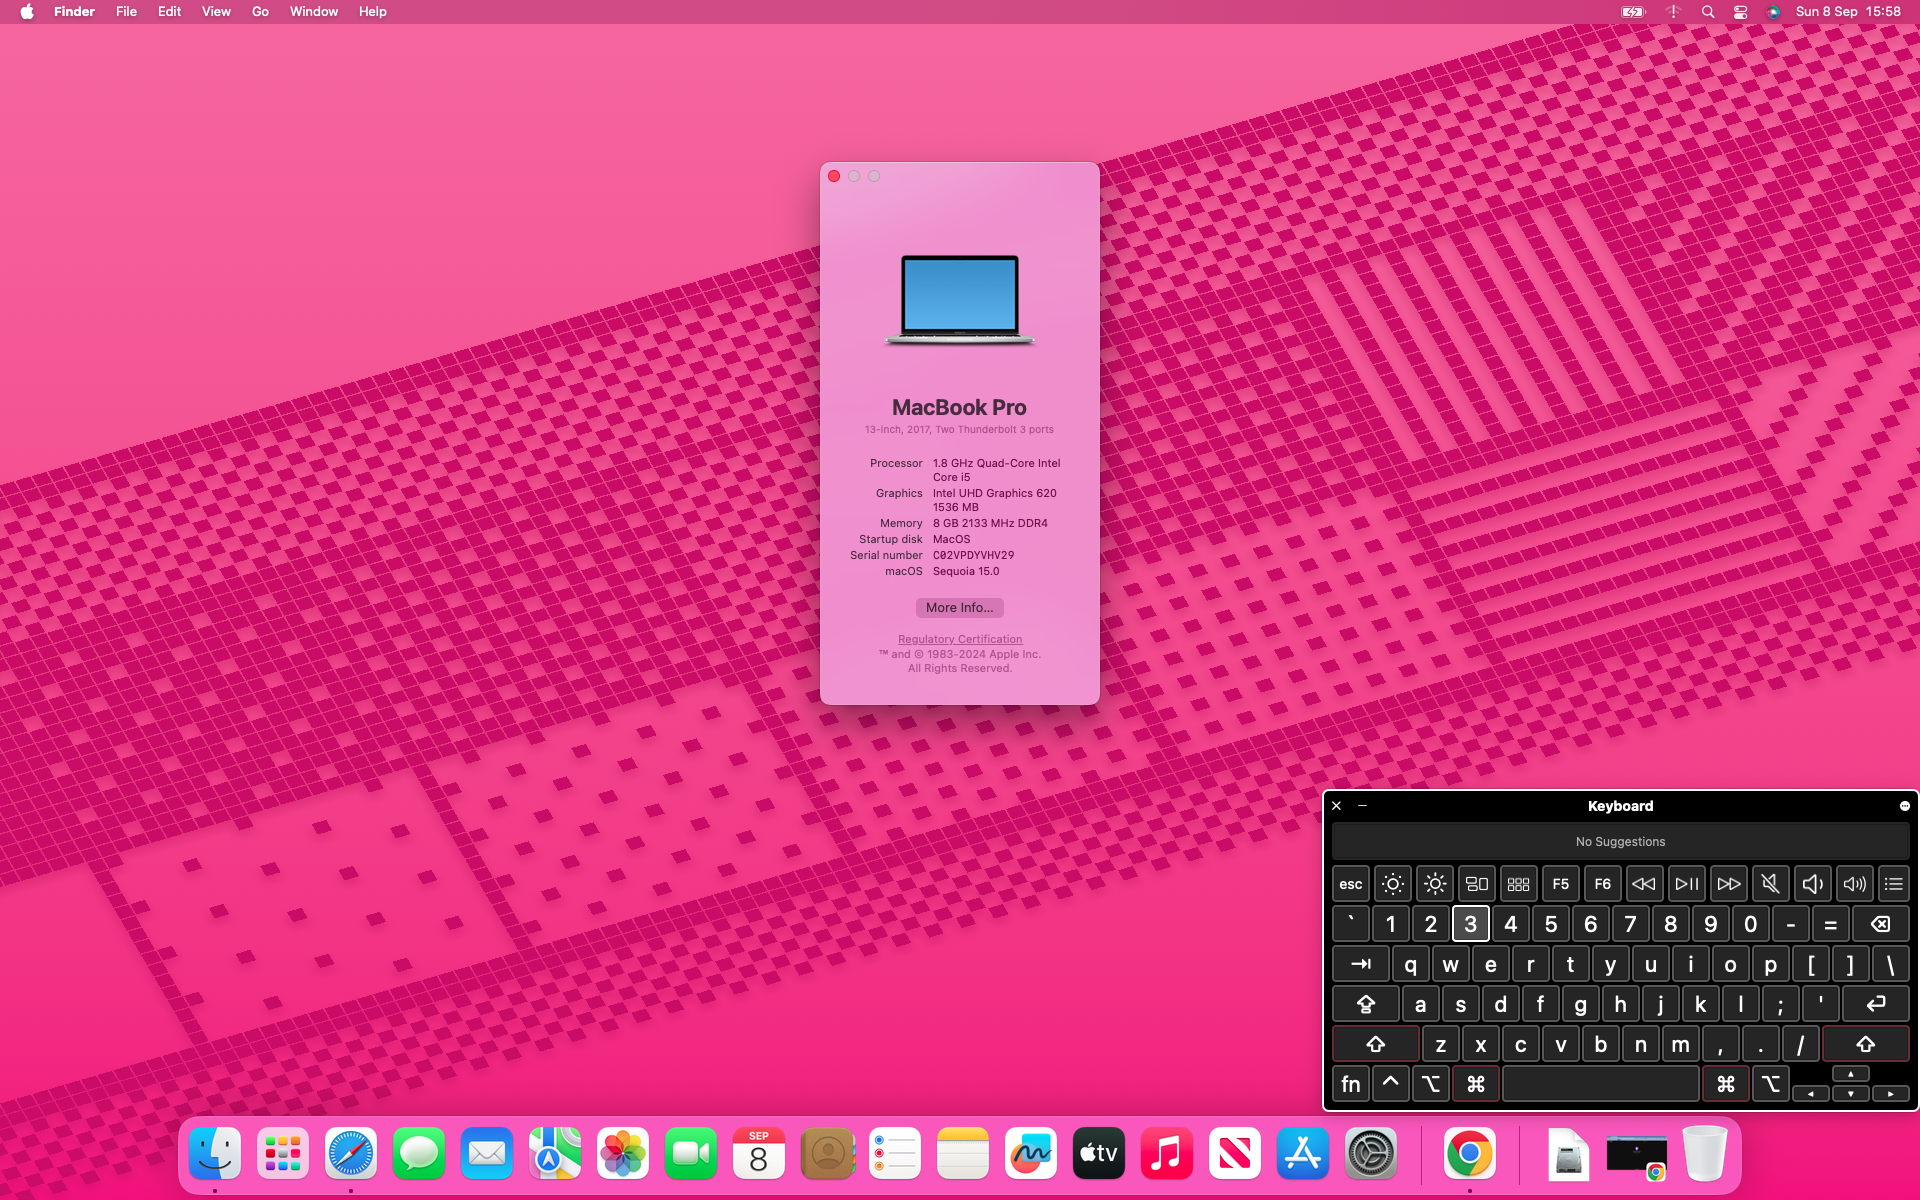 Finder File Edit View Go Window Help
Sun 8 Sep 15:58
MacBook Pro
13-inch, 2017, Two Thunderbolt 3 ports
Processor 1.8 GHz Quad-Core Intel
Core i5
Graphics Intel UHD Graphics 620
1536 MB
Memory 8 GB 2133 MHz DDR4
Startup disk MacOS
Serial number C02VPDYVHV29
macOS Sequoia 15.0
More Info...
Regulatory Certification
™ and © 1983-2024 Apple Inc.
All Rights Reserved.
Keyboard
No Suggestions
esc F5 F6
` 1 2 3 4 5 6 7 8 9 0 - =
q w e r t y u i o p [ ] \
a s d f g h j k l ; '
z x c v b n m , . /
fn ^ ⌥ ⌘ ⌘ ⌥
SEP
8
tv